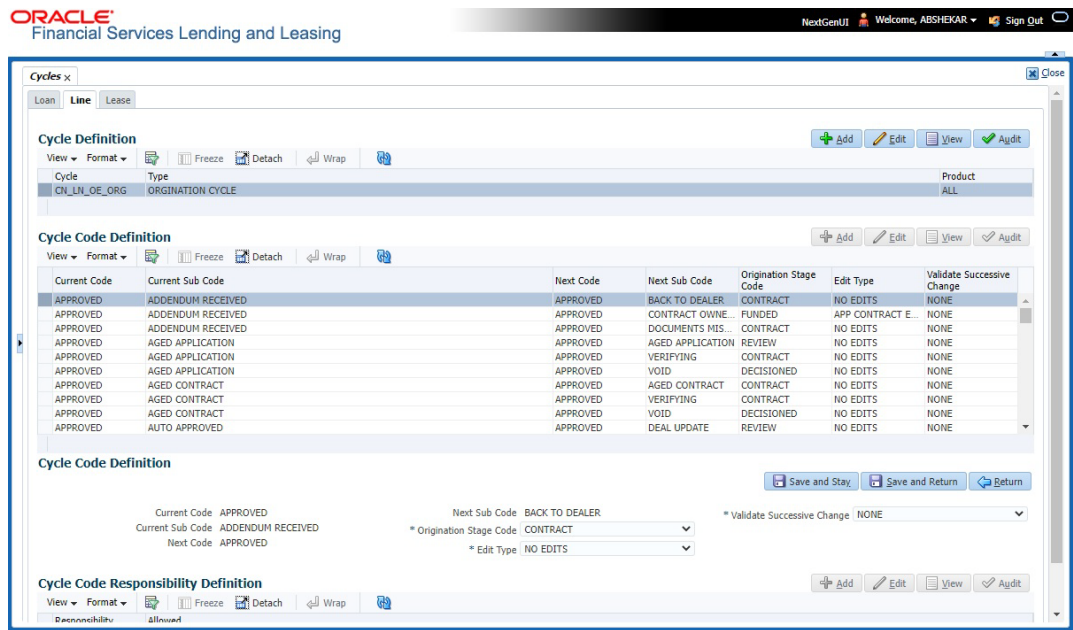 ORACLE
Financial Services Lending and Leasing
NextGenUI Welcome, ABSHEKAR Sign Out
Cycles x
Close
Loan Line Lease
Cycle Definition
Add Edit View Audit
View Format Freeze Detach Wrap
Cycle Type Product
CN_LN_OE_ORG ORGINATION CYCLE ALL
Cycle Code Definition
Add Edit View Audit
View Format Freeze Detach Wrap
Current Code Current Sub Code Next Code Next Sub Code Origination Stage Code Edit Type Validate Successive Change
APPROVED ADDENDUM RECEIVED APPROVED BACK TO DEALER CONTRACT NO EDITS NONE
APPROVED ADDENDUM RECEIVED APPROVED CONTRACT OWNE... FUNDED APP CONTRACT E... NONE
APPROVED ADDENDUM RECEIVED APPROVED DOCUMENTS MIS... CONTRACT NO EDITS NONE
APPROVED AGED APPLICATION APPROVED AGED APPLICATION REVIEW NO EDITS NONE
APPROVED AGED APPLICATION APPROVED VERIFYING CONTRACT NO EDITS NONE
APPROVED AGED APPLICATION APPROVED VOID DECISIONED NO EDITS NONE
APPROVED AGED CONTRACT APPROVED AGED CONTRACT CONTRACT NO EDITS NONE
APPROVED AGED CONTRACT APPROVED VERIFYING CONTRACT NO EDITS NONE
APPROVED AGED CONTRACT APPROVED VOID DECISIONED NO EDITS NONE
APPROVED AUTO APPROVED APPROVED DEAL UPDATE REVIEW NO EDITS NONE
Cycle Code Definition
Save and Stay Save and Return Return
Current Code APPROVED Next Sub Code BACK TO DEALER * Validate Successive Change NONE
Current Sub Code ADDENDUM RECEIVED * Origination Stage Code CONTRACT
Next Code APPROVED * Edit Type NO EDITS
Cycle Code Responsibility Definition
Add Edit View Audit
View Format Freeze Detach Wrap
Responsibility Allowed